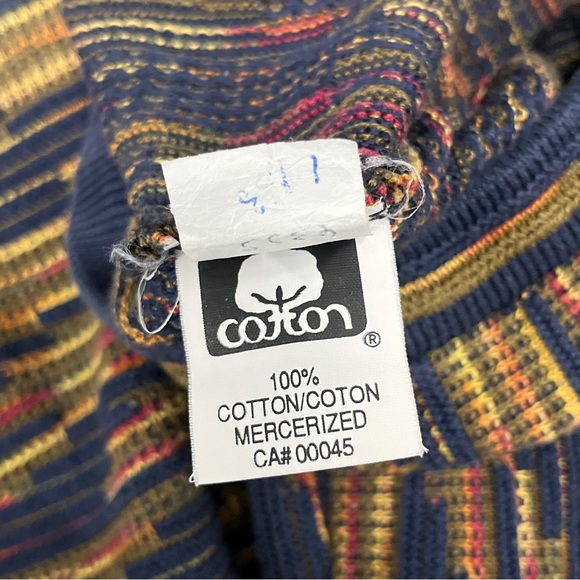 cotton
®
100%
COTTON/COTON
MERCERIZED
CA# 00045